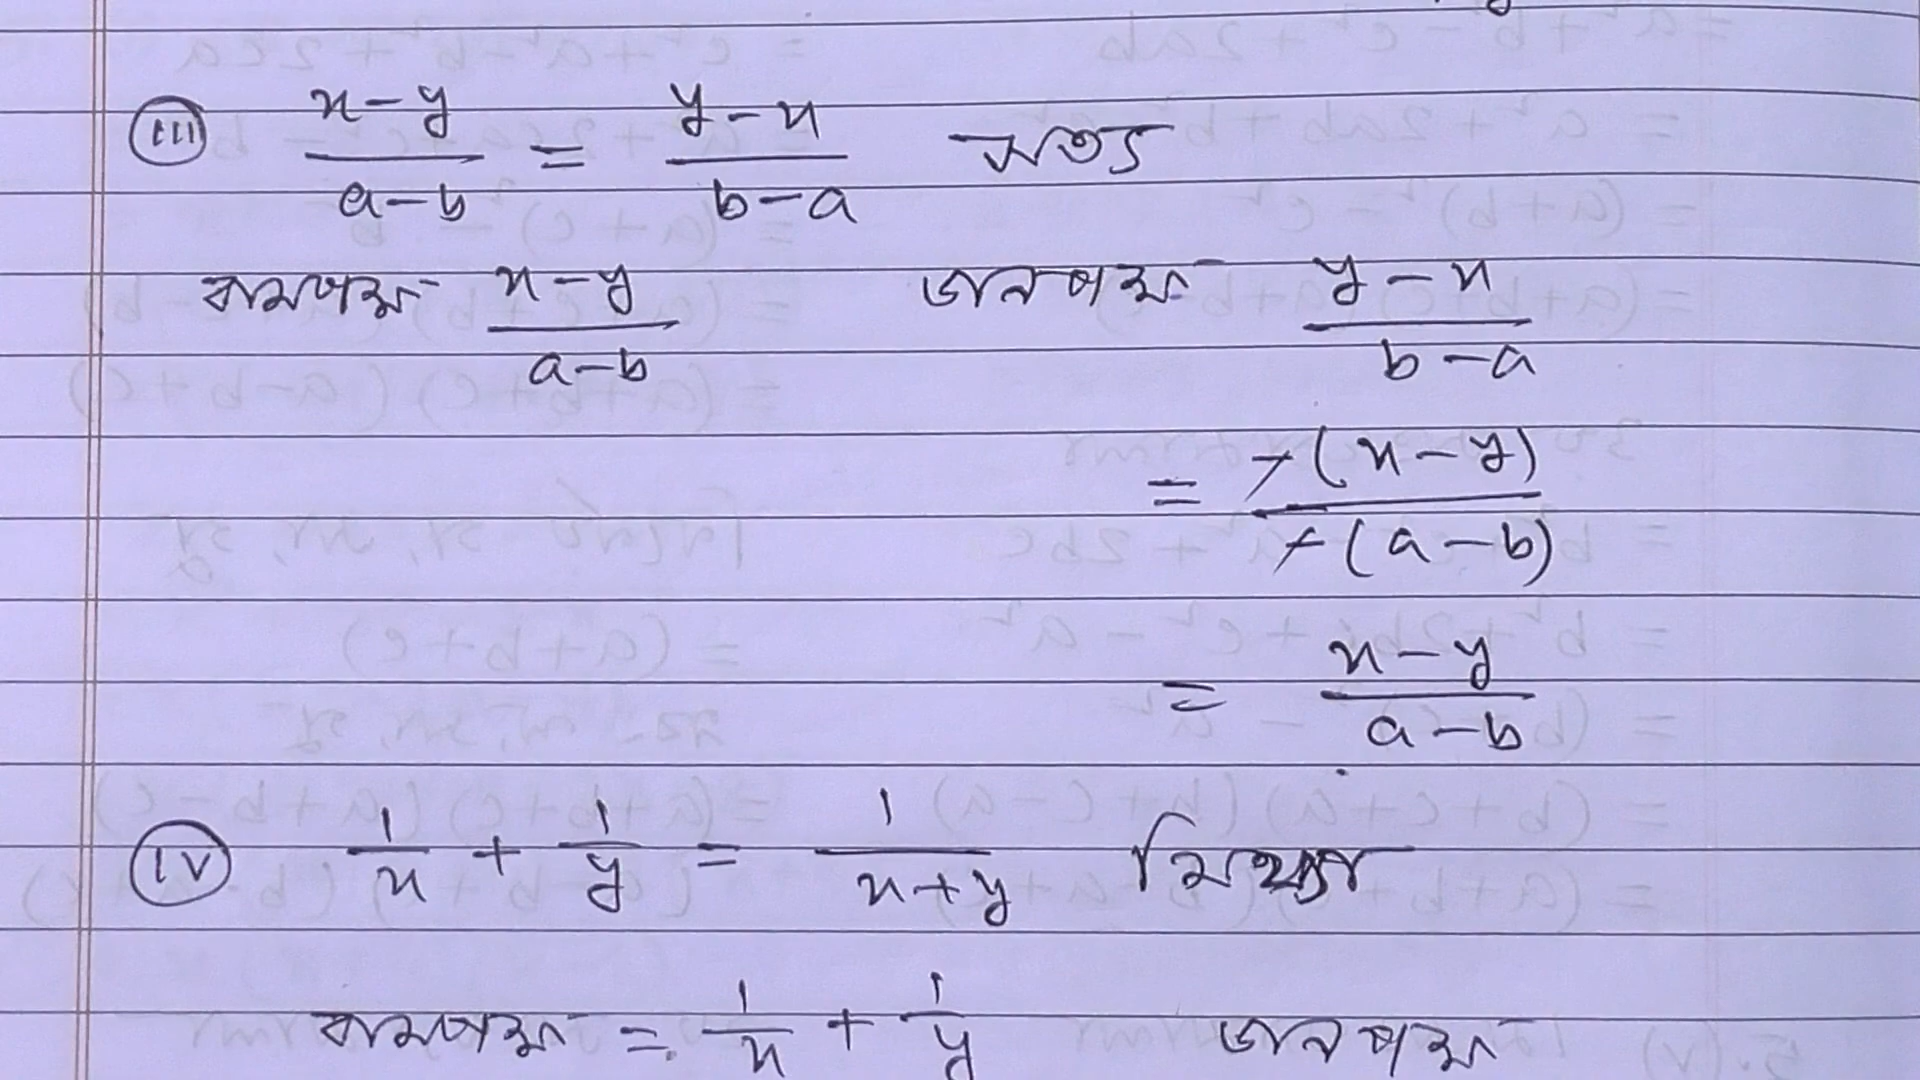 (iii) x-y/a-b = y-x/b-a সত্য
বামপক্ষ x-y/a-b ডানপক্ষ y-x/b-a
= -(x-y)/-(a-b)
= x-y/a-b
(iv) 1/x + 1/y = 1/x+y মিথ্যা
বামপক্ষ = 1/x + 1/y ডানপক্ষ